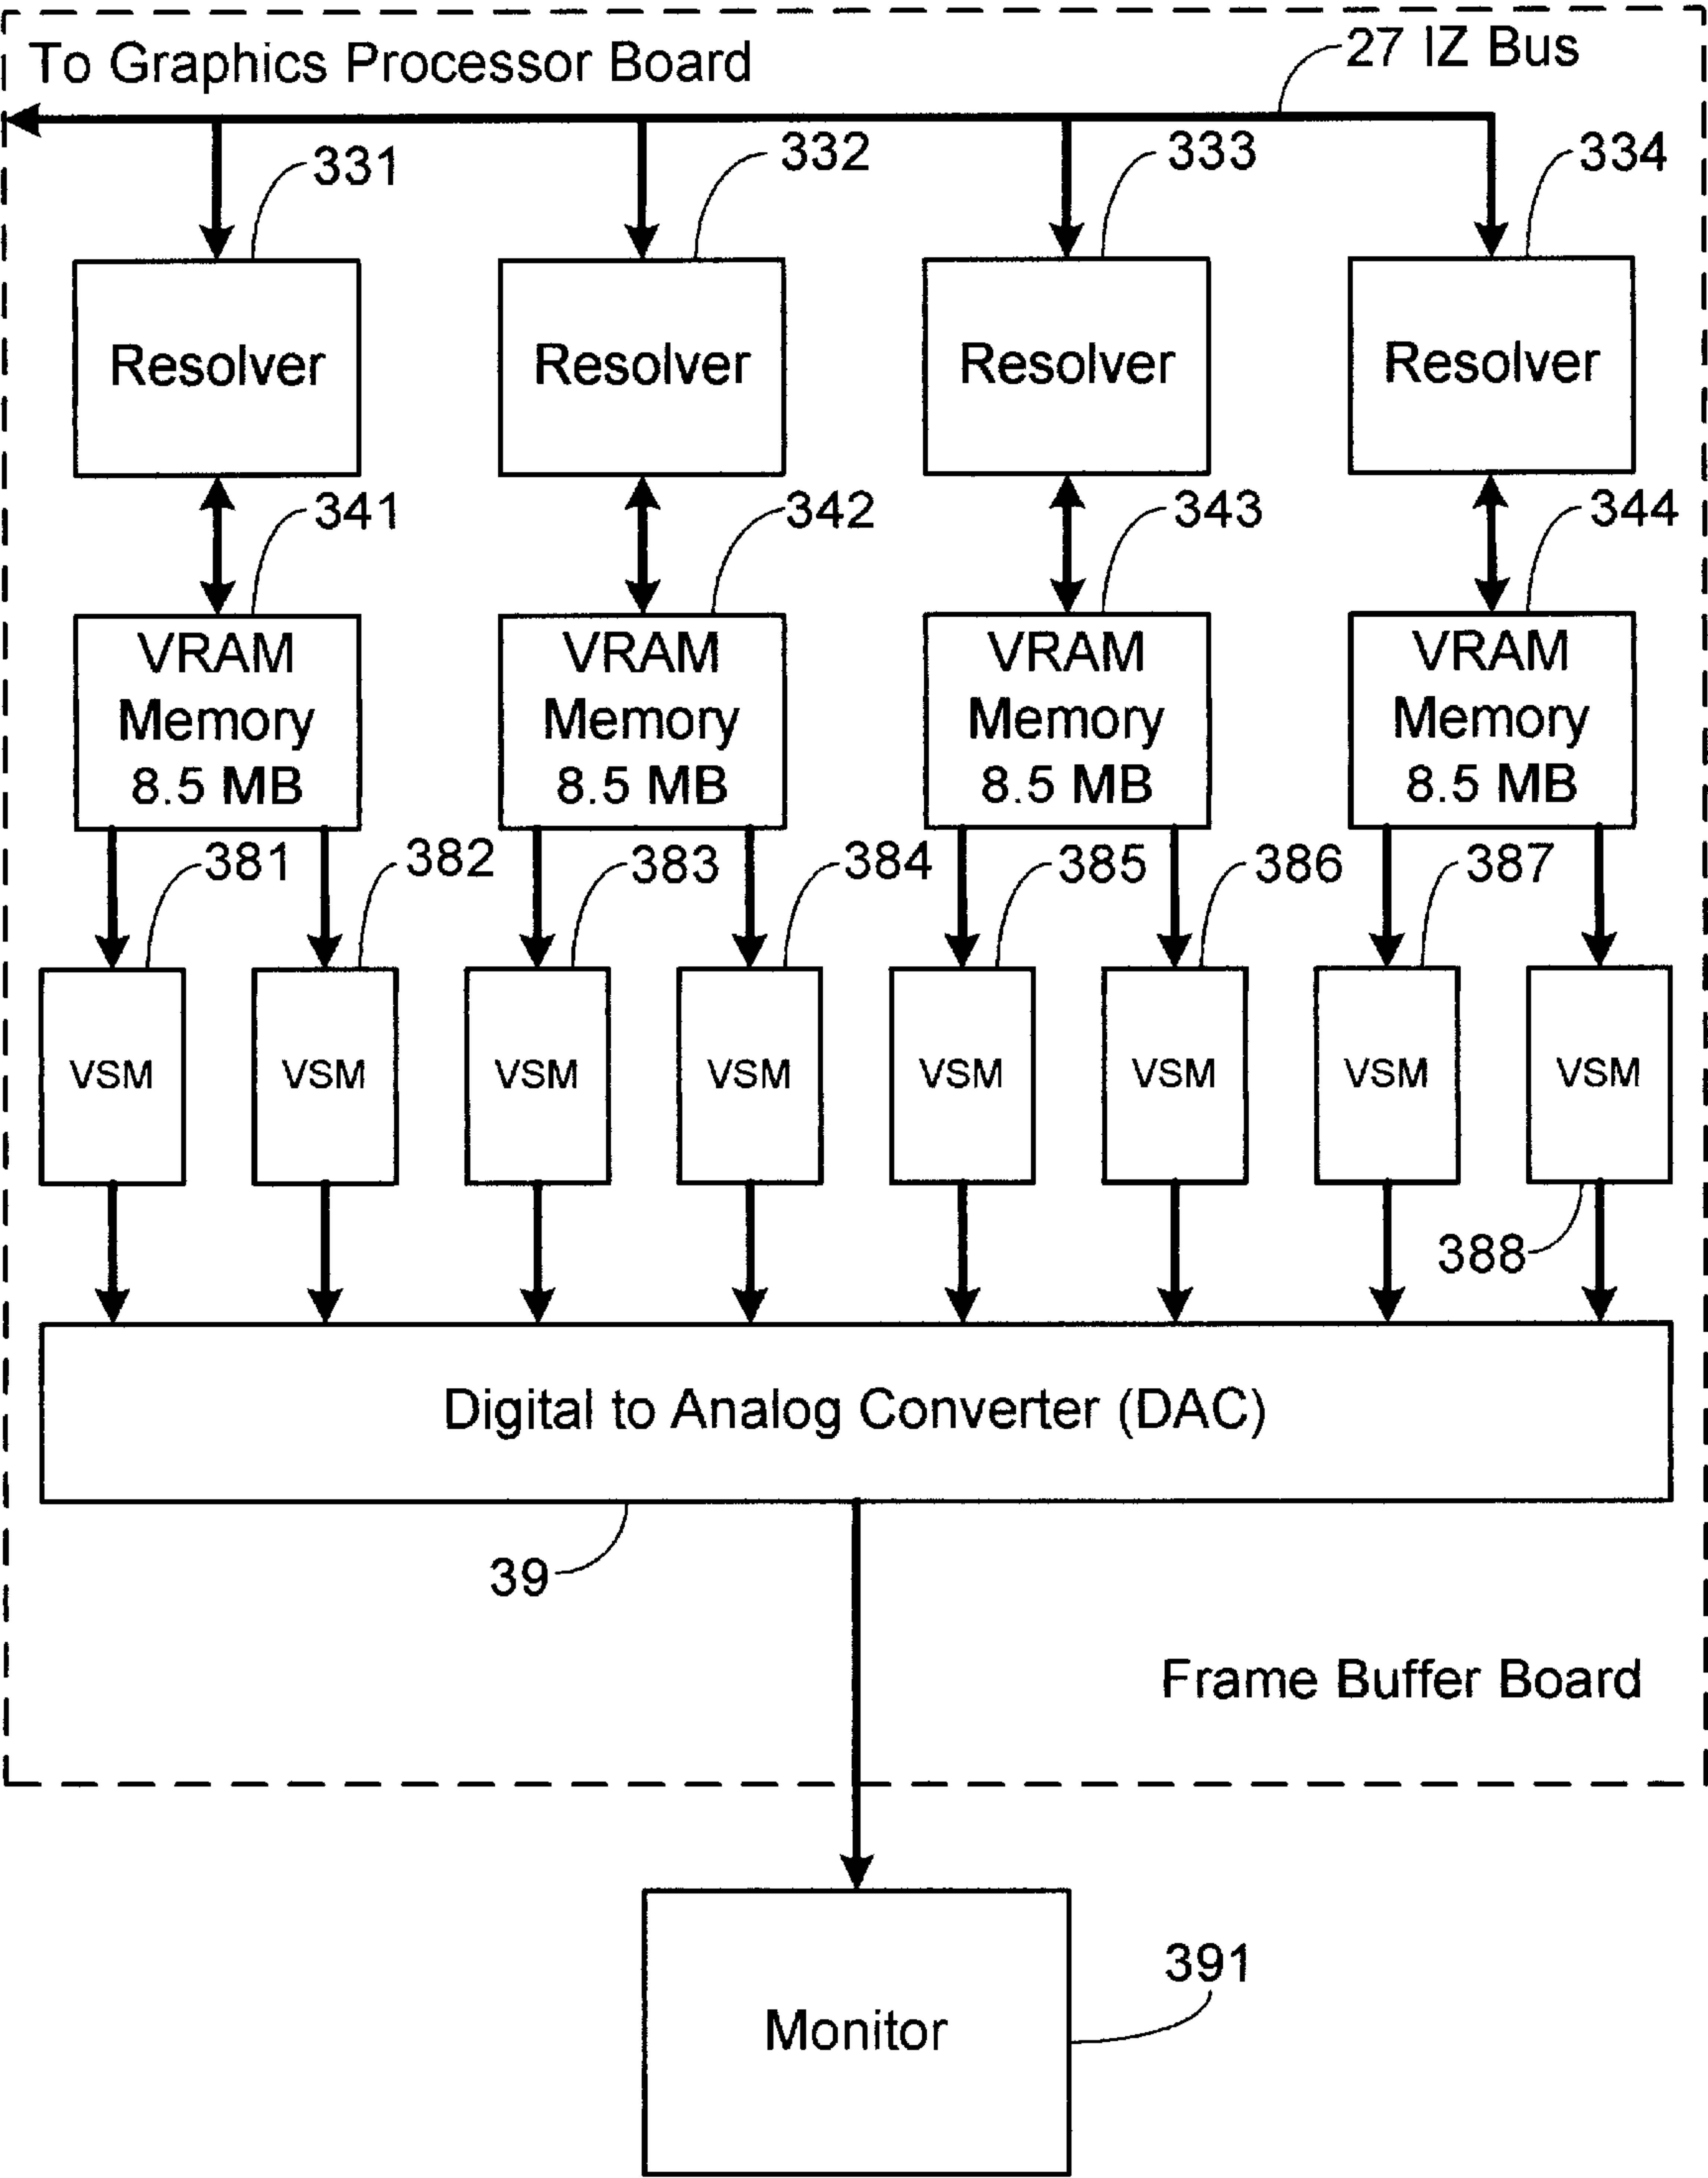 To Graphics Processor Board
27 IZ Bus
331
332
333
334
Resolver
Resolver
Resolver
Resolver
341
342
343
344
VRAM
Memory
8.5 MB
VRAM
Memory
8.5 MB
VRAM
Memory
8.5 MB
VRAM
Memory
8.5 MB
381
382
383
384
385
386
387
VSM
VSM
VSM
VSM
VSM
VSM
VSM
VSM
388
Digital to Analog Converter (DAC)
39
Frame Buffer Board
391
Monitor